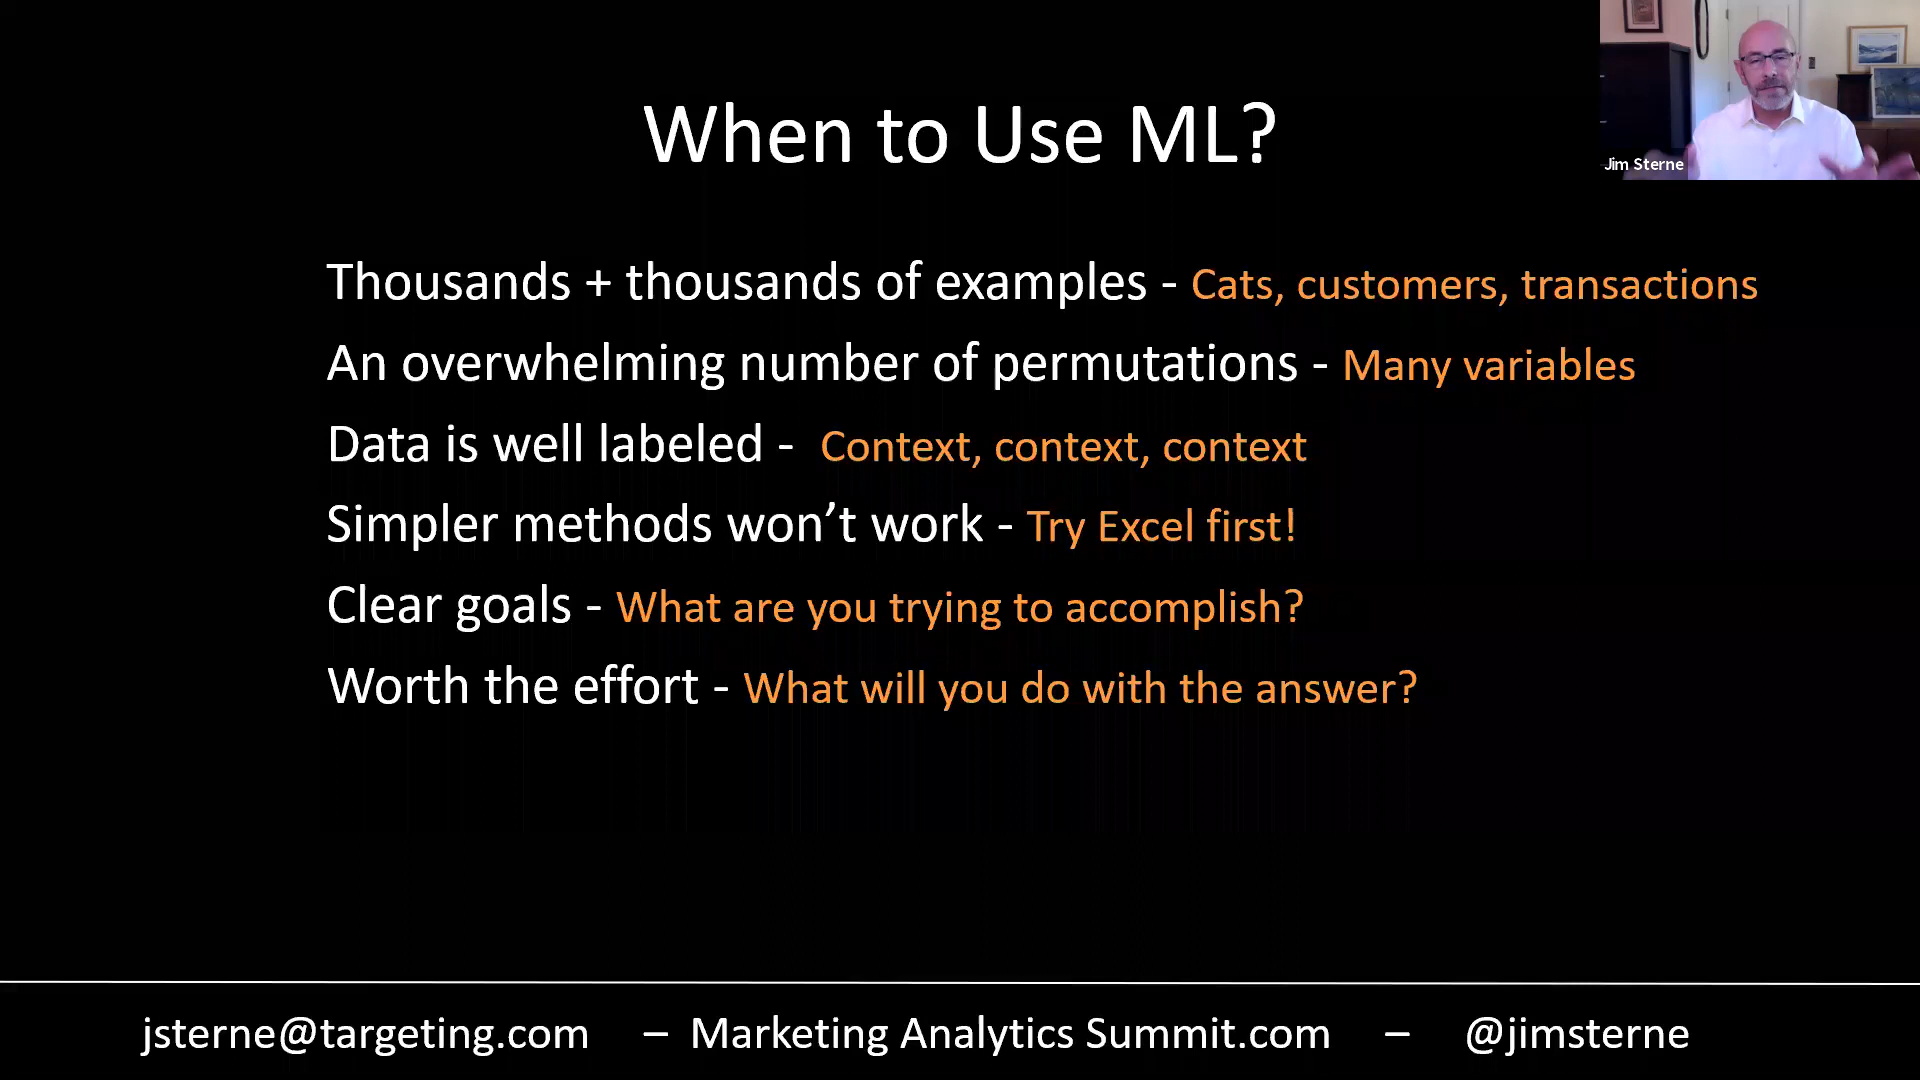 When to Use ML?
Jim Sterne
Thousands + thousands of examples - Cats, customers, transactions
An overwhelming number of permutations - Many variables
Data is well labeled -  Context, context, context
Simpler methods won’t work - Try Excel first!
Clear goals - What are you trying to accomplish?
Worth the effort - What will you do with the answer?
jsterne@targeting.com – Marketing Analytics Summit.com – @jimsterne